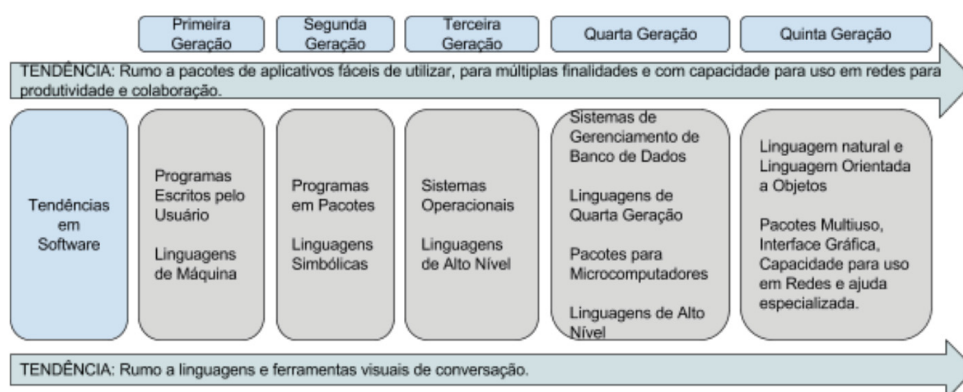 Primeira
Geração
Segunda
Geração
Terceira
Geração
Quarta Geração
Quinta Geração
TENDÊNCIA: Rumo a pacotes de aplicativos fáceis de utilizar, para múltiplas finalidades e com capacidade para uso em redes para
produtividade e colaboração.
Tendências
em
Software
Programas
Escritos pelo
Usuário
Linguagens
de Máquina
Programas
em Pacotes
Linguagens
Simbólicas
Sistemas
Operacionais
Linguagens
de Alto Nível
Sistemas de
Gerenciamento de
Banco de Dados
Linguagens de
Quarta Geração
Pacotes para
Microcomputadores
Linguagens de Alto
Nível
Linguagem natural e
Linguagem Orientada
a Objetos
Pacotes Multiuso,
Interface Gráfica,
Capacidade para uso
em Redes e ajuda
especializada.
TENDÊNCIA: Rumo a linguagens e ferramentas visuais de conversação.